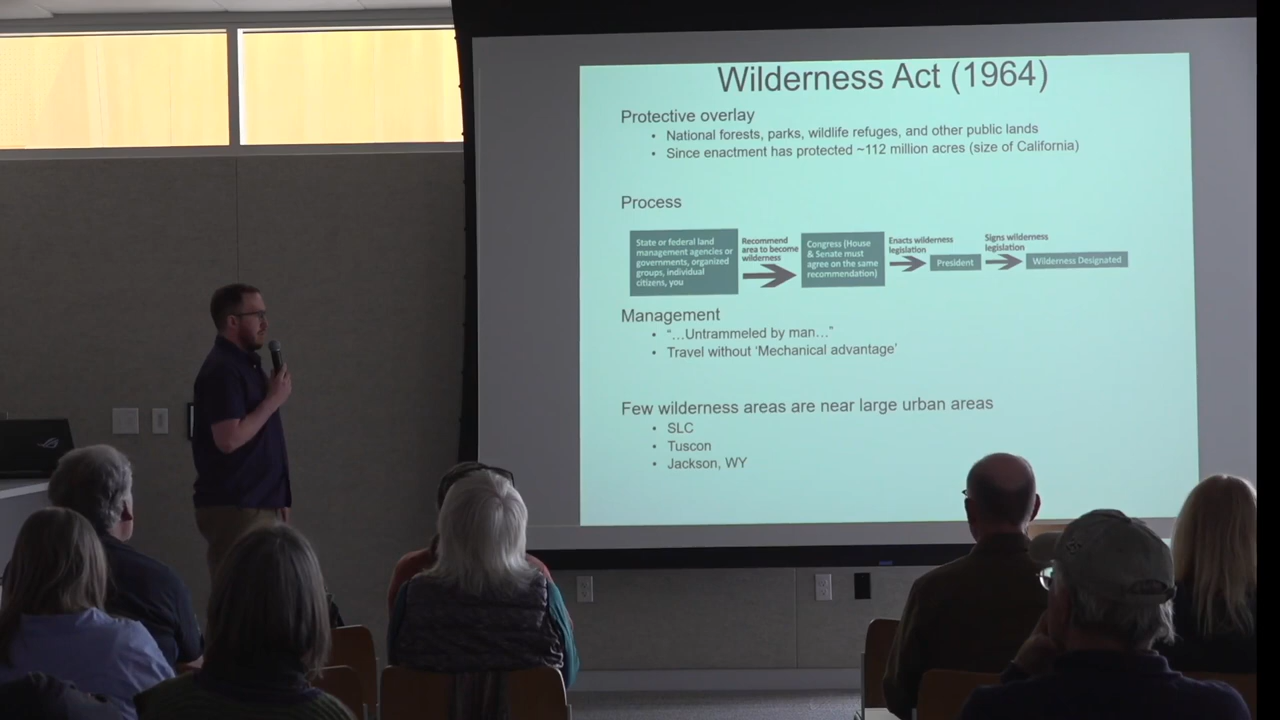 Wilderness Act (1964)
Protective overlay
• National forests, parks, wildlife refuges, and other public lands
• Since enactment has protected ~112 million acres (size of California)
Process
State or federal land
management agencies or
governments, organized
groups, individual
citizens, you
Recommend
area to become
wilderness
Congress (House
& Senate must
agree on the same
recommendation)
Enacts wilderness
legislation
President
Signs wilderness
legislation
Wilderness Designated
Management
• “...Untrammeled by man...”
• Travel without ‘Mechanical advantage’
Few wilderness areas are near large urban areas
• SLC
• Tuscon
• Jackson, WY